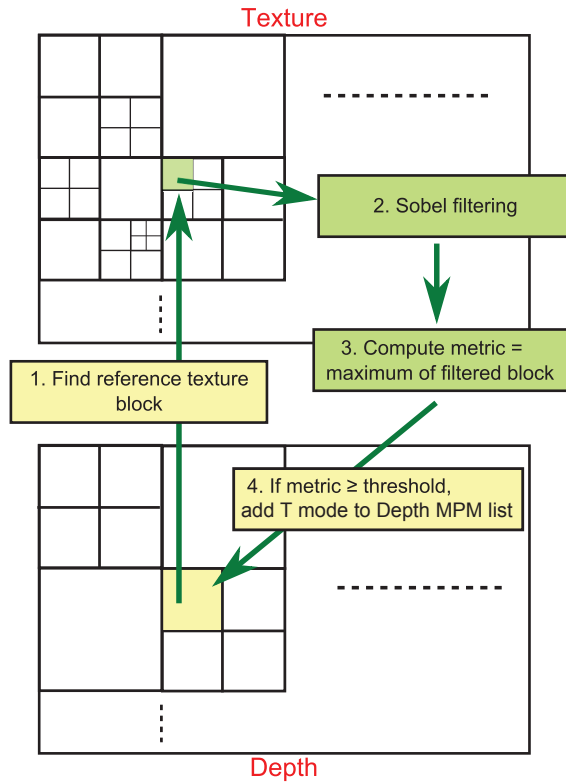 Texture
2. Sobel filtering
3. Compute metric =
maximum of filtered block
1. Find reference texture
block
4. If metric ≥ threshold,
add T mode to Depth MPM list
Depth